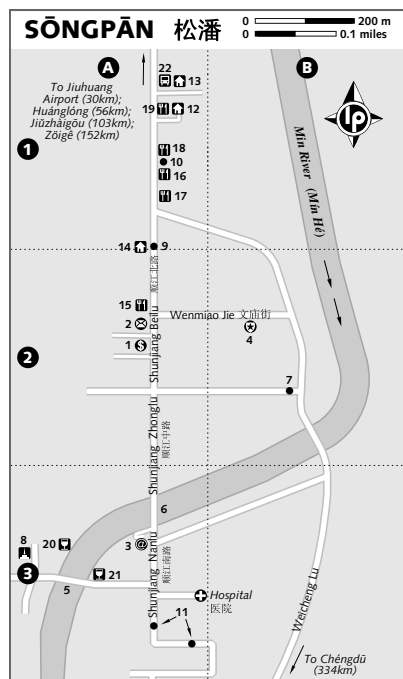 SŌNGPĀN 松潘
0 200 m
0 0.1 miles
A
B
22
13
To Jiuhuang
Airport (30km);
Huánglóng (56km);
Jiŭzhàigōu (103km);
Zöigê (152km)
19
12
lp
1
18
10
16
17
Min River (Mín Hé)
14
9
Shunjiang Beilu 顺江北路
15
2
Wenmiao Jie 文庙街
1 $
4
2
7
Shunjiang Zhonglu
顺江中路
6
8
20
3 @
Shunjiang Nanlu
顺江南路
3
21
5
Hospital
医院
11
Weicheng Lu
To Chéngdū
(334km)